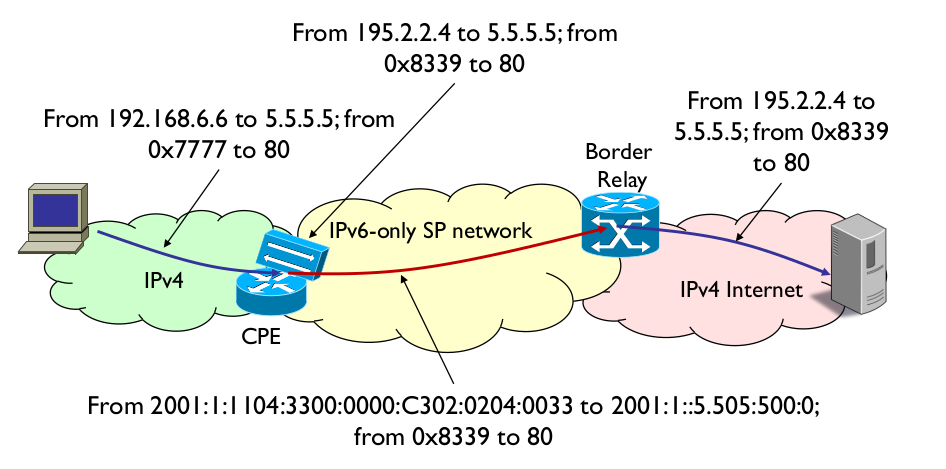 From 195.2.2.4 to 5.5.5.5; from
0x8339 to 80
From 192.168.6.6 to 5.5.5.5; from
0x7777 to 80
From 195.2.2.4 to
5.5.5.5; from 0x8339
to 80
Border
Relay
IPv6-only SP network
IPv4
IPv4 Internet
CPE
From 2001:1:1104:3300:0000:C302:0204:0033 to 2001:1::5.505:500:0;
from 0x8339 to 80